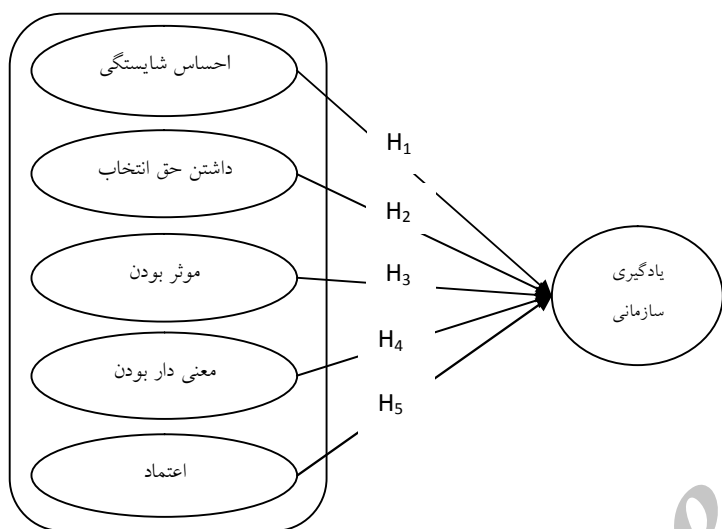 احساس شایستگی
داشتن حق انتخاب
موثر بودن
معنی دار بودن
اعتماد
H₁
H₂
H₃
H₄
H₅
یادگیری
سازمانی